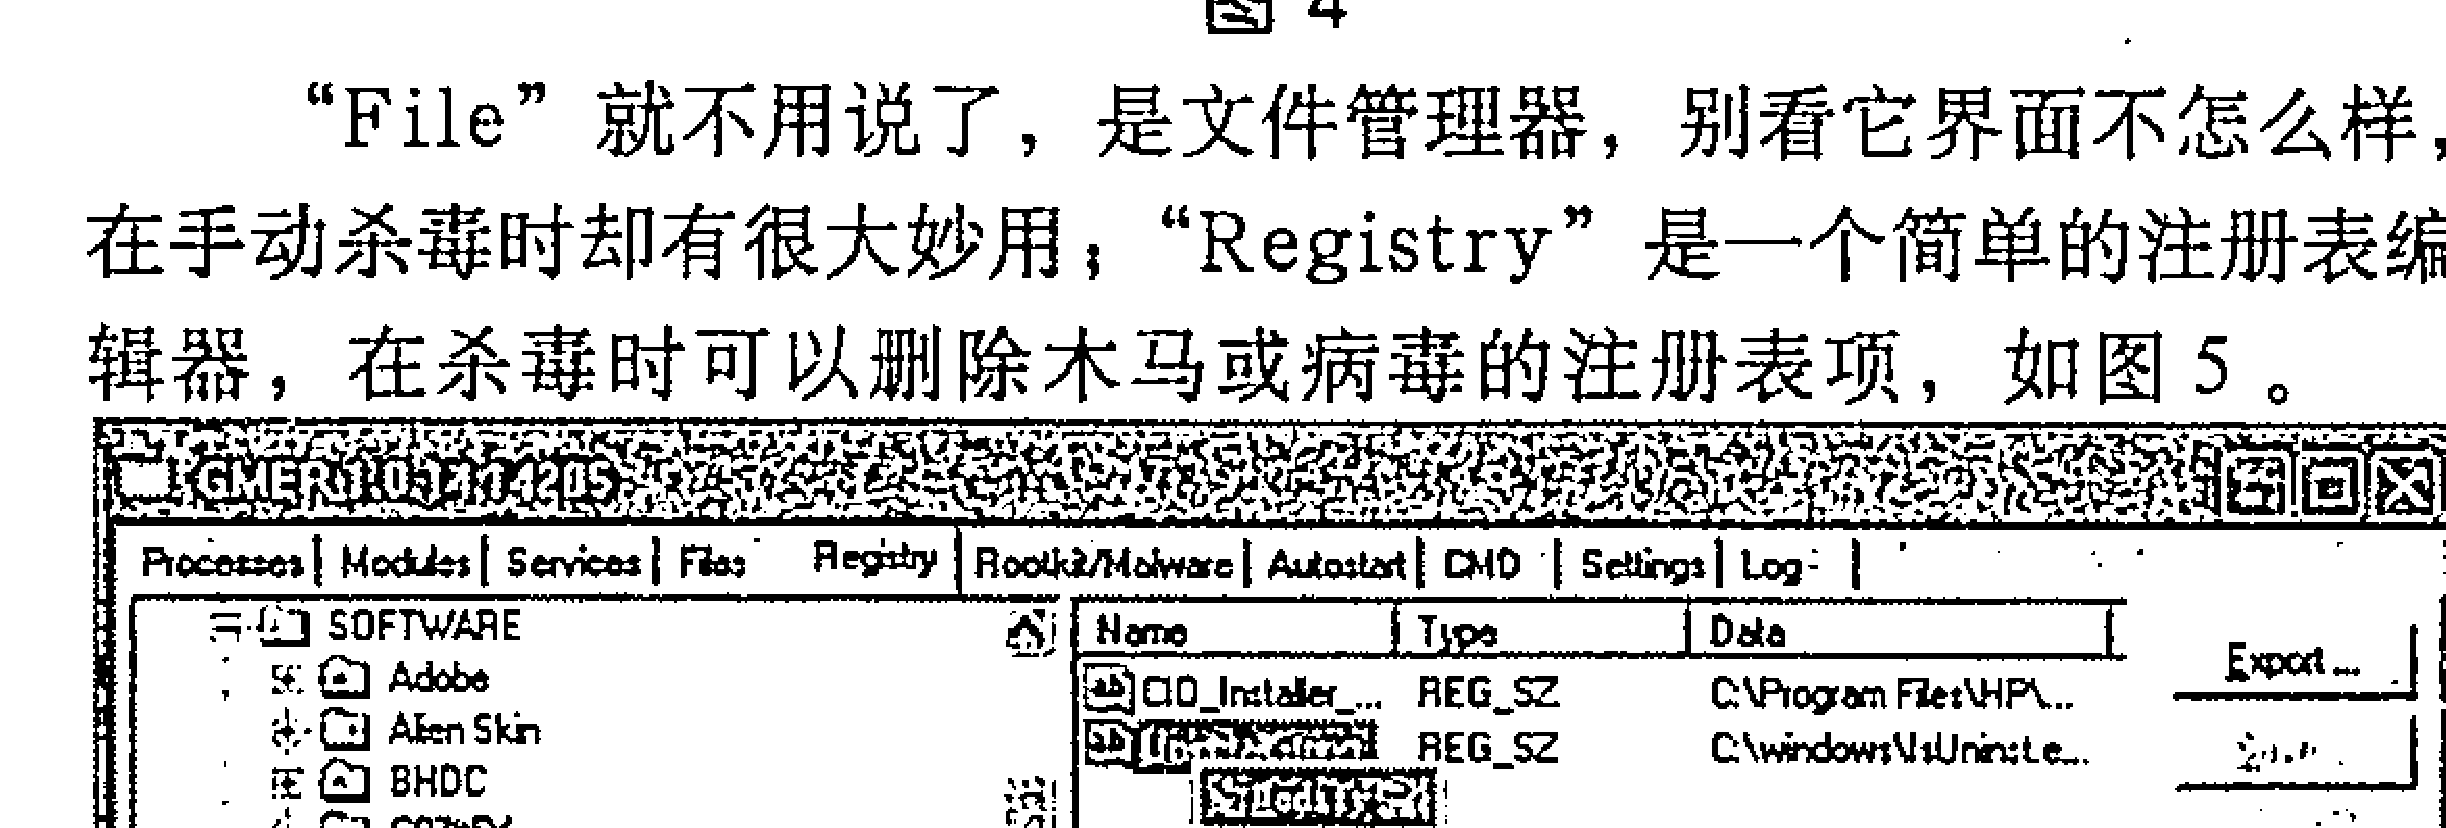 图 4
“File”就不用说了，是文件管理器，别看它界面不怎么样，
在手动杀毒时却有很大妙用；“Registry”是一个简单的注册表编
辑器，在杀毒时可以删除木马或病毒的注册表项，如图 5 。
GMER
Processes Modules Services Files Registry Rootkit/Malware Autostart CMD Settings Log
SOFTWARE Name Type Data
Export ...
Adobe CIO_Installer_... REG_SZ C:\Program Files\HP\...
Alien Skin REG_SZ C:\windows\IsUninst.e...
BHDC Modify